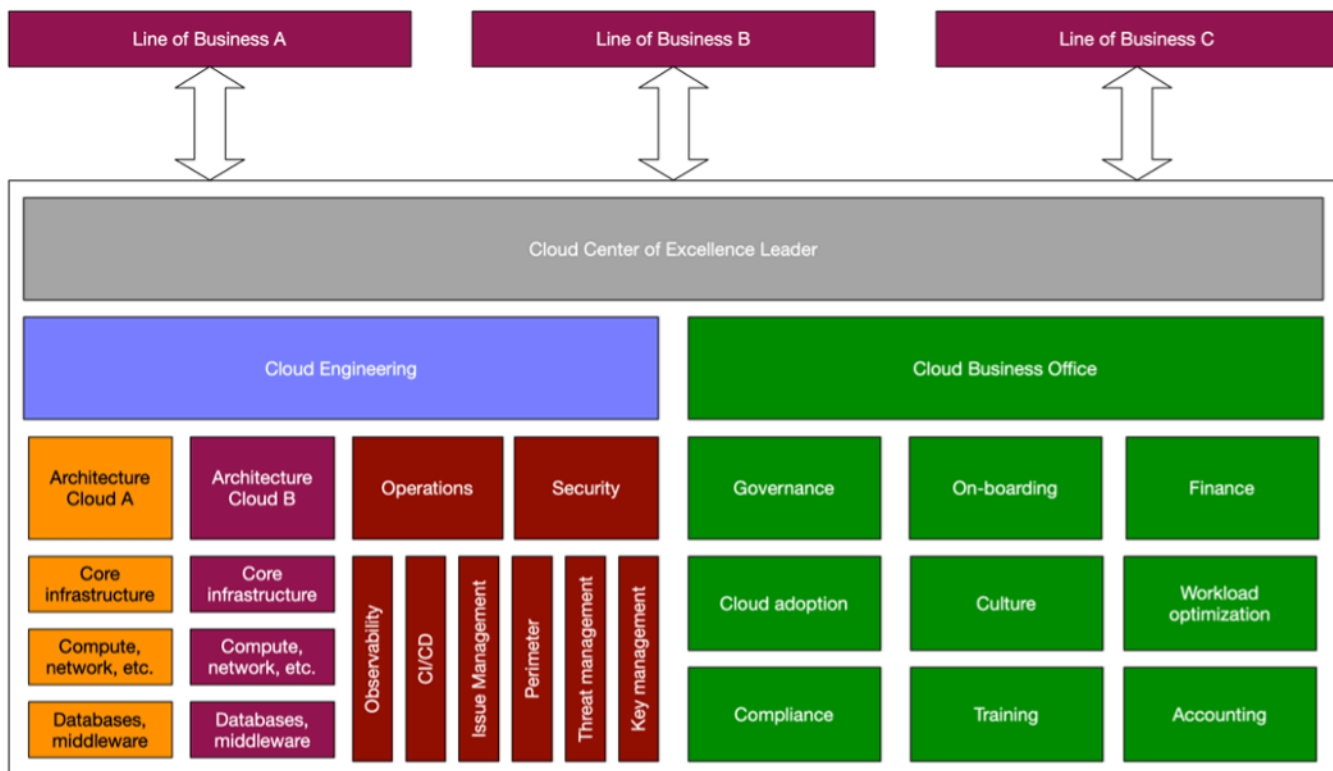 Line of Business A
Line of Business B
Line of Business C
Cloud Center of Excellence Leader
Cloud Engineering
Cloud Business Office
Architecture
Cloud A
Architecture
Cloud B
Operations
Security
Governance
On-boarding
Finance
Core
infrastructure
Core
infrastructure
Compute,
network, etc.
Compute,
network, etc.
Databases,
middleware
Databases,
middleware
Observability
CI/CD
Issue Management
Perimeter
Threat management
Key management
Cloud adoption
Culture
Workload
optimization
Compliance
Training
Accounting